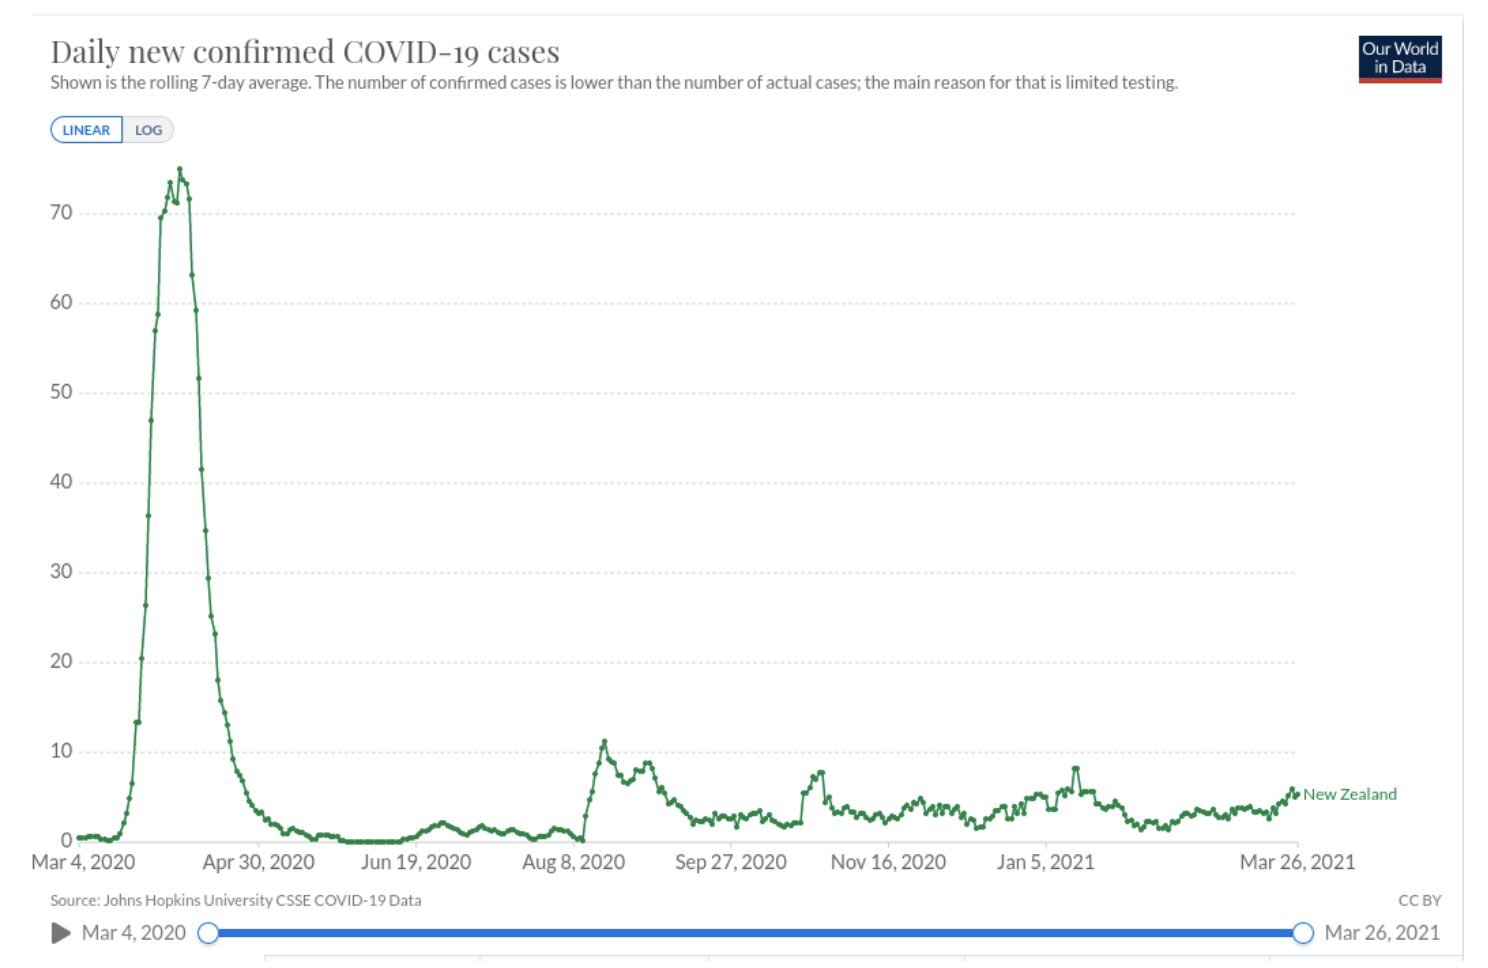 Daily new confirmed COVID-19 cases
Shown is the rolling 7-day average. The number of confirmed cases is lower than the number of actual cases; the main reason for that is limited testing.
Our World
in Data
LINEAR LOG
70
60
50
40
30
20
10
0
New Zealand
Mar 4, 2020 Apr 30, 2020 Jun 19, 2020 Aug 8, 2020 Sep 27, 2020 Nov 16, 2020 Jan 5, 2021 Mar 26, 2021
Source: Johns Hopkins University CSSE COVID-19 Data CC BY
Mar 4, 2020 Mar 26, 2021